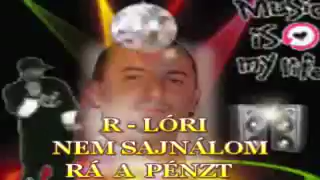 Music
is
my life
R - LÓRI
NEM SAJNÁLOM
RÁ A PÉNZT